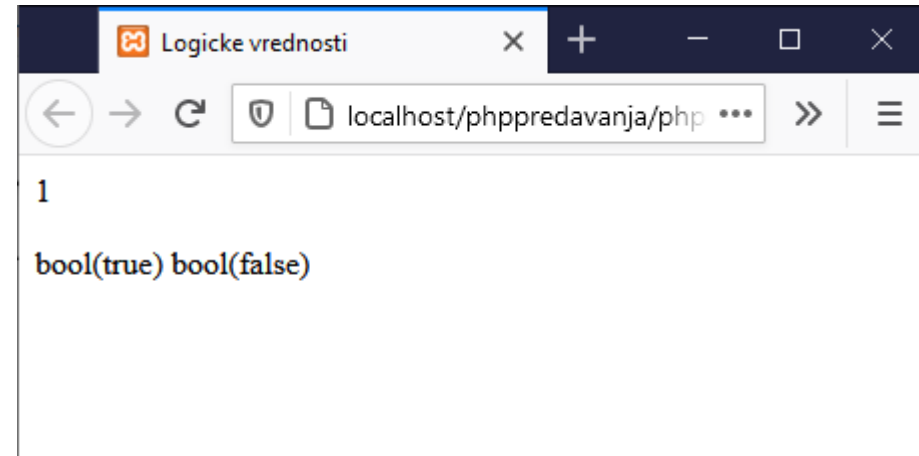 Logicke vrednosti
localhost/phppredavanja/php
1
bool(true) bool(false)